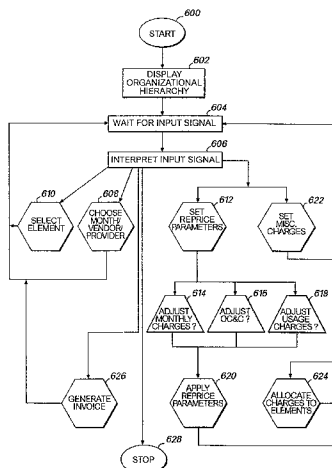 600
START
602
DISPLAY
ORGANIZATIONAL
HIERARCHY
604
WAIT FOR INPUT SIGNAL
606
INTERPRET INPUT SIGNAL
610
SELECT
ELEMENT
608
CHOOSE
MONTH/
VENDOR/
PROVIDER
612
SET
REPRICE
PARAMETERS
622
SET
MISC.
CHARGES
614
ADJUST
MONTHLY
CHARGES ?
616
ADJUST
OC&C ?
618
ADJUST
USAGE
CHARGES ?
626
GENERATE
INVOICE
620
APPLY
REPRICE
PARAMETERS
624
ALLOCATE
CHARGES TO
ELEMENTS
628
STOP